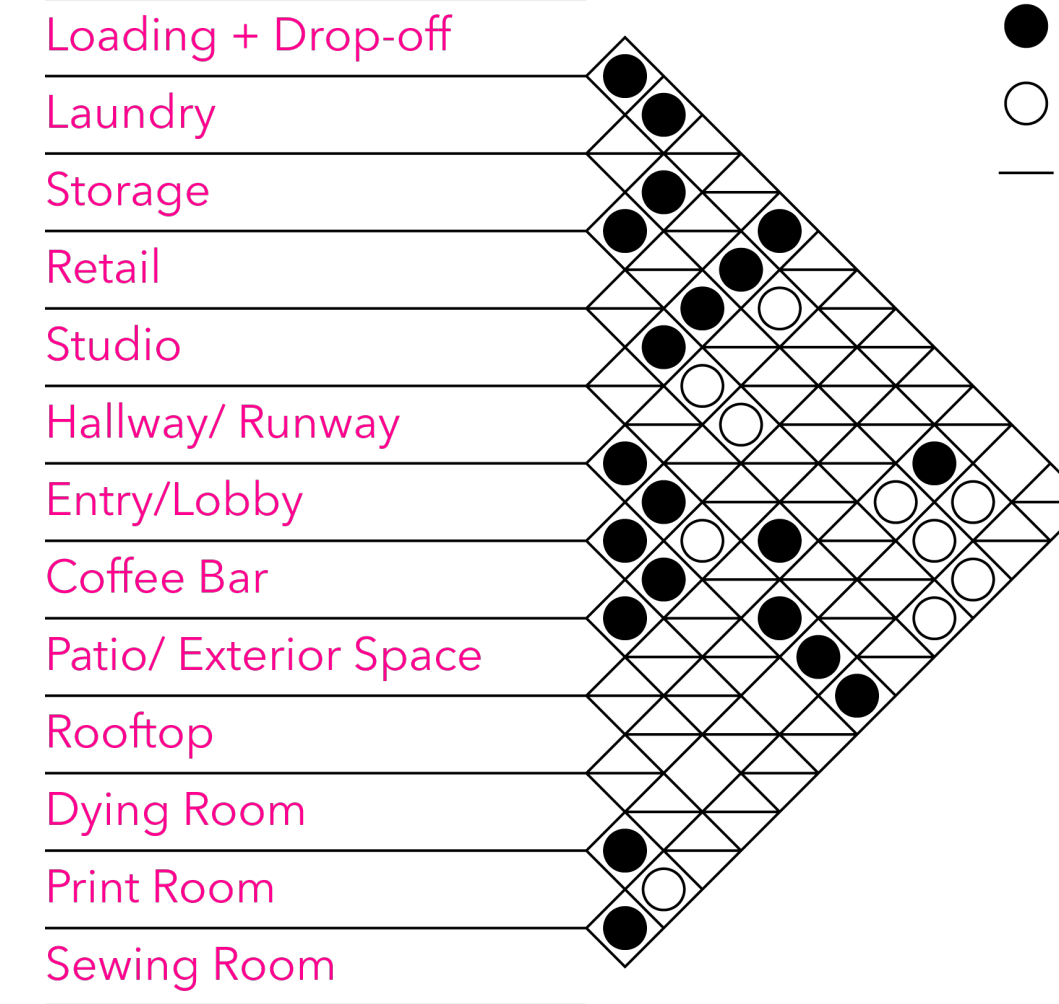 Loading + Drop-off
Laundry
Storage
Retail
Studio
Hallway/ Runway
Entry/Lobby
Coffee Bar
Patio/ Exterior Space
Rooftop
Dying Room
Print Room
Sewing Room